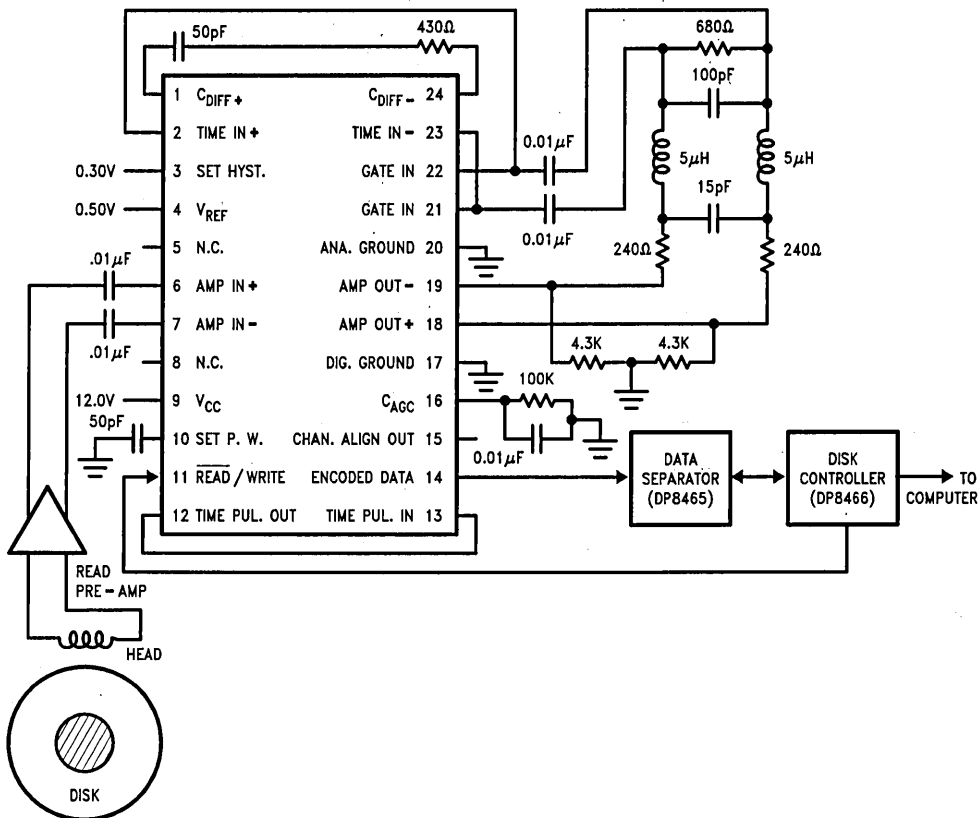 50pF
430Ω
680Ω
100pF
5μH
5μH
15pF
240Ω
240Ω
0.01μF
0.01μF
1 CDIFF+
CDIFF- 24
2 TIME IN+
TIME IN- 23
0.30V
3 SET HYST.
GATE IN 22
0.50V
4 VREF
GATE IN 21
5 N.C.
ANA. GROUND 20
.01μF
6 AMP IN+
AMP OUT- 19
7 AMP IN-
AMP OUT+ 18
.01μF
8 N.C.
DIG. GROUND 17
4.3K
4.3K
12.0V
9 VCC
CAGC 16
100K
0.01μF
50pF
10 SET P. W.
CHAN. ALIGN OUT 15
11 READ/WRITE
ENCODED DATA 14
12 TIME PUL. OUT
TIME PUL. IN 13
DATA
SEPARATOR
(DP8465)
DISK
CONTROLLER
(DP8466)
TO
COMPUTER
READ
PRE-AMP
HEAD
DISK